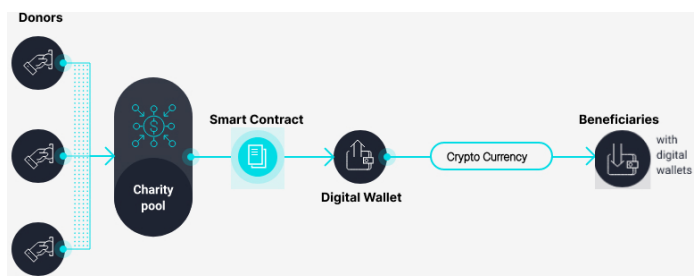 Donors
Charity
pool
Smart Contract
Digital Wallet
Crypto Currency
Beneficiaries
with
digital
wallets